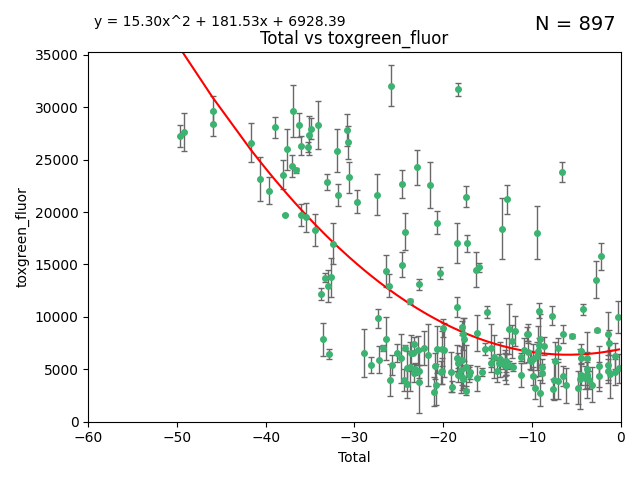 y = 15.30x^2 + 181.53x + 6928.39
N = 897
Total vs toxgreen_fluor
35000
30000
25000
20000
15000
10000
5000
0
toxgreen_fluor
−60 −50 −40 −30 −20 −10 0
Total